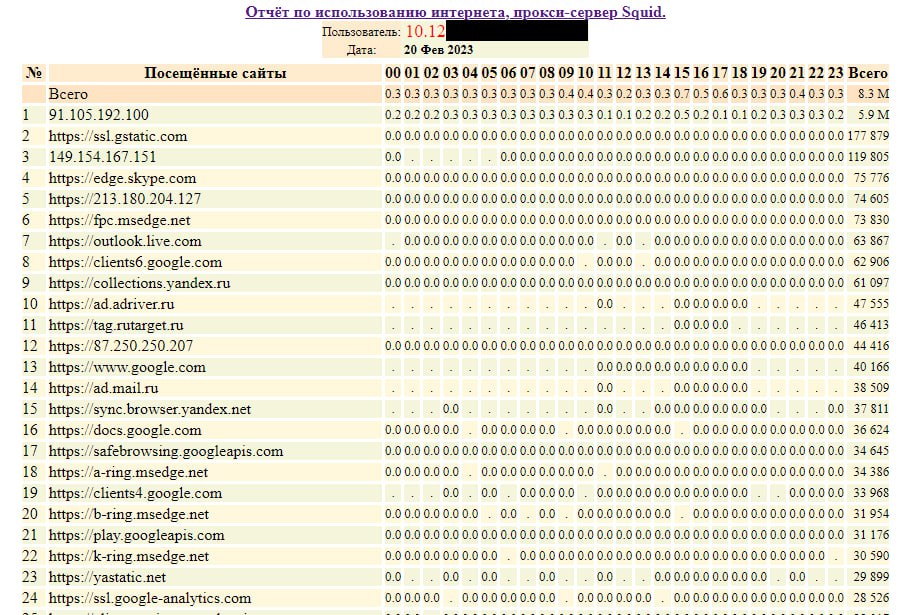 Отчёт по использованию интернета, прокси-сервер Squid.
Пользователь: 10.12
Дата: 20 Фев 2023
№ Посещённые сайты 00 01 02 03 04 05 06 07 08 09 10 11 12 13 14 15 16 17 18 19 20 21 22 23 Всего
Всего 0.3 0.3 0.3 0.3 0.3 0.3 0.3 0.3 0.3 0.4 0.4 0.3 0.2 0.3 0.3 0.7 0.5 0.6 0.3 0.3 0.3 0.4 0.3 0.3 8.3 M
1 91.105.192.100 0.2 0.2 0.2 0.3 0.3 0.3 0.3 0.3 0.3 0.3 0.3 0.1 0.1 0.2 0.2 0.5 0.2 0.1 0.1 0.2 0.3 0.3 0.3 0.2 5.9 M
2 https://ssl.gstatic.com 0.0 0.0 0.0 0.0 0.0 0.0 0.0 0.0 0.0 0.0 0.0 0.0 0.0 0.0 0.0 0.0 0.0 0.0 0.0 0.0 0.0 0.0 0.0 0.0 177 879
3 149.154.167.151 0.0 . . . . . 0.0 0.0 0.0 0.0 0.0 0.0 0.0 0.0 0.0 0.0 0.0 0.0 0.0 0.0 0.0 0.0 0.0 0.0 119 805
4 https://edge.skype.com 0.0 0.0 0.0 0.0 0.0 0.0 0.0 0.0 0.0 0.0 0.0 0.0 0.0 0.0 0.0 0.0 0.0 0.0 0.0 0.0 0.0 0.0 0.0 0.0 75 776
5 https://213.180.204.127 0.0 0.0 0.0 0.0 0.0 0.0 0.0 0.0 0.0 0.0 0.0 0.0 0.0 0.0 0.0 0.0 0.0 0.0 0.0 0.0 0.0 0.0 0.0 0.0 74 605
6 https://fpc.msedge.net 0.0 0.0 0.0 0.0 0.0 0.0 0.0 0.0 0.0 0.0 0.0 0.0 0.0 0.0 0.0 0.0 0.0 0.0 0.0 0.0 0.0 0.0 0.0 0.0 73 830
7 https://outlook.live.com . 0.0 0.0 0.0 0.0 0.0 0.0 0.0 0.0 0.0 0.0 . 0.0 . 0.0 0.0 0.0 0.0 0.0 0.0 0.0 0.0 0.0 0.0 63 867
8 https://clients6.google.com 0.0 0.0 0.0 0.0 0.0 0.0 0.0 0.0 0.0 0.0 . 0.0 0.0 . 0.0 0.0 0.0 0.0 0.0 0.0 0.0 0.0 0.0 0.0 62 906
9 https://collections.yandex.ru 0.0 0.0 0.0 0.0 0.0 0.0 0.0 0.0 0.0 0.0 0.0 0.0 0.0 0.0 0.0 0.0 0.0 0.0 0.0 0.0 0.0 0.0 0.0 0.0 61 097
10 https://ad.adriver.ru . . . . . . . . . . . 0.0 . . . 0.0 0.0 0.0 0.0 . . . . . 47 555
11 https://tag.rutarget.ru . . . . . . . . . . . . . . . 0.0 0.0 0.0 . . . . . . 46 413
12 https://87.250.250.207 0.0 0.0 0.0 0.0 0.0 0.0 0.0 0.0 0.0 0.0 0.0 0.0 0.0 0.0 0.0 0.0 0.0 0.0 0.0 0.0 0.0 0.0 0.0 0.0 44 416
13 https://www.google.com . . . . . . . . . . . 0.0 0.0 0.0 0.0 0.0 0.0 0.0 0.0 . . . . . 40 166
14 https://ad.mail.ru . . . . . . . . . . . 0.0 . . . 0.0 0.0 0.0 0.0 . . . . . 38 509
15 https://sync.browser.yandex.net . . . 0.0 . . . . . . . 0.0 . . 0.0 0.0 0.0 0.0 0.0 0.0 . . . 0.0 37 811
16 https://docs.google.com 0.0 0.0 0.0 0.0 . 0.0 0.0 0.0 0.0 . 0.0 0.0 0.0 0.0 0.0 . 0.0 0.0 0.0 0.0 0.0 0.0 0.0 0.0 36 624
17 https://safebrowsing.googleapis.com 0.0 0.0 0.0 0.0 0.0 0.0 0.0 0.0 0.0 0.0 0.0 0.0 0.0 0.0 0.0 0.0 0.0 0.0 0.0 0.0 0.0 0.0 0.0 0.0 34 645
18 https://a-ring.msedge.net 0.0 0.0 0.0 0.0 . 0.0 0.0 0.0 0.0 0.0 0.0 . 0.0 0.0 0.0 0.0 0.0 0.0 0.0 0.0 0.0 0.0 0.0 0.0 34 386
19 https://clients4.google.com . . . 0.0 . 0.0 . 0.0 0.0 . 0.0 0.0 0.0 0.0 0.0 0.0 0.0 0.0 0.0 . . 0.0 0.0 0.0 33 968
20 https://b-ring.msedge.net 0.0 0.0 0.0 0.0 0.0 . 0.0 . 0.0 . 0.0 0.0 0.0 0.0 0.0 . 0.0 0.0 0.0 0.0 0.0 0.0 0.0 0.0 31 954
21 https://play.googleapis.com 0.0 0.0 0.0 0.0 0.0 0.0 0.0 0.0 0.0 0.0 0.0 0.0 0.0 0.0 0.0 0.0 0.0 0.0 0.0 0.0 0.0 0.0 0.0 0.0 31 176
22 https://k-ring.msedge.net 0.0 0.0 0.0 0.0 0.0 0.0 . 0.0 0.0 0.0 0.0 0.0 0.0 0.0 0.0 0.0 0.0 0.0 0.0 0.0 0.0 0.0 0.0 . 30 590
23 https://yastatic.net 0.0 . 0.0 0.0 . 0.0 . . 0.0 . . 0.0 0.0 0.0 0.0 0.0 0.0 0.0 0.0 0.0 . 0.0 . . 29 899
24 https://ssl.google-analytics.com 0.0 0.0 0.0 . 0.0 0.0 0.0 0.0 0.0 0.0 0.0 0.0 0.0 0.0 0.0 0.0 0.0 0.0 0.0 0.0 0.0 0.0 0.0 0.0 28 526